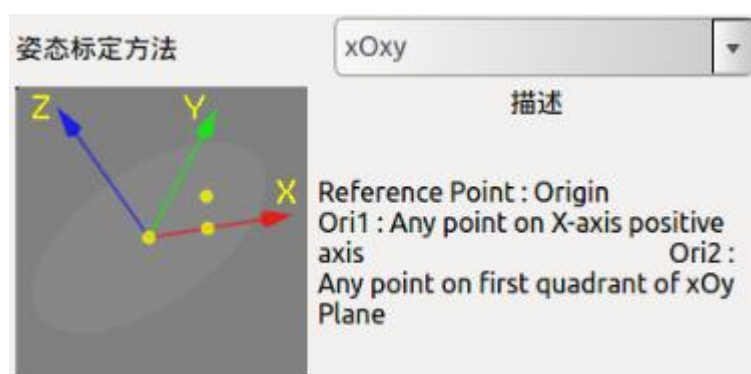 姿态标定方法
xOxy
Z
Y
X
描述
Reference Point : Origin
Ori1 : Any point on X-axis positive
axis Ori2 :
Any point on first quadrant of xOy
Plane